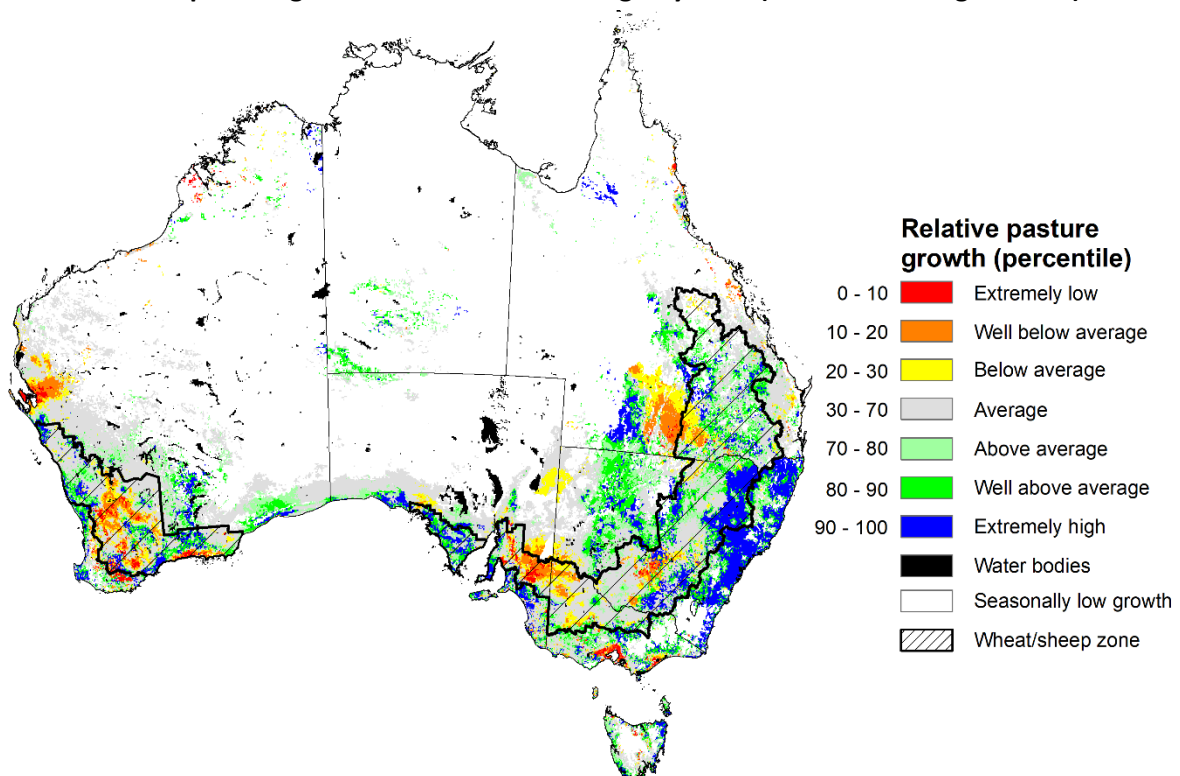 Relative pasture
growth (percentile)
0 - 10 Extremely low
10 - 20 Well below average
20 - 30 Below average
30 - 70 Average
70 - 80 Above average
80 - 90 Well above average
90 - 100 Extremely high
Water bodies
Seasonally low growth
Wheat/sheep zone